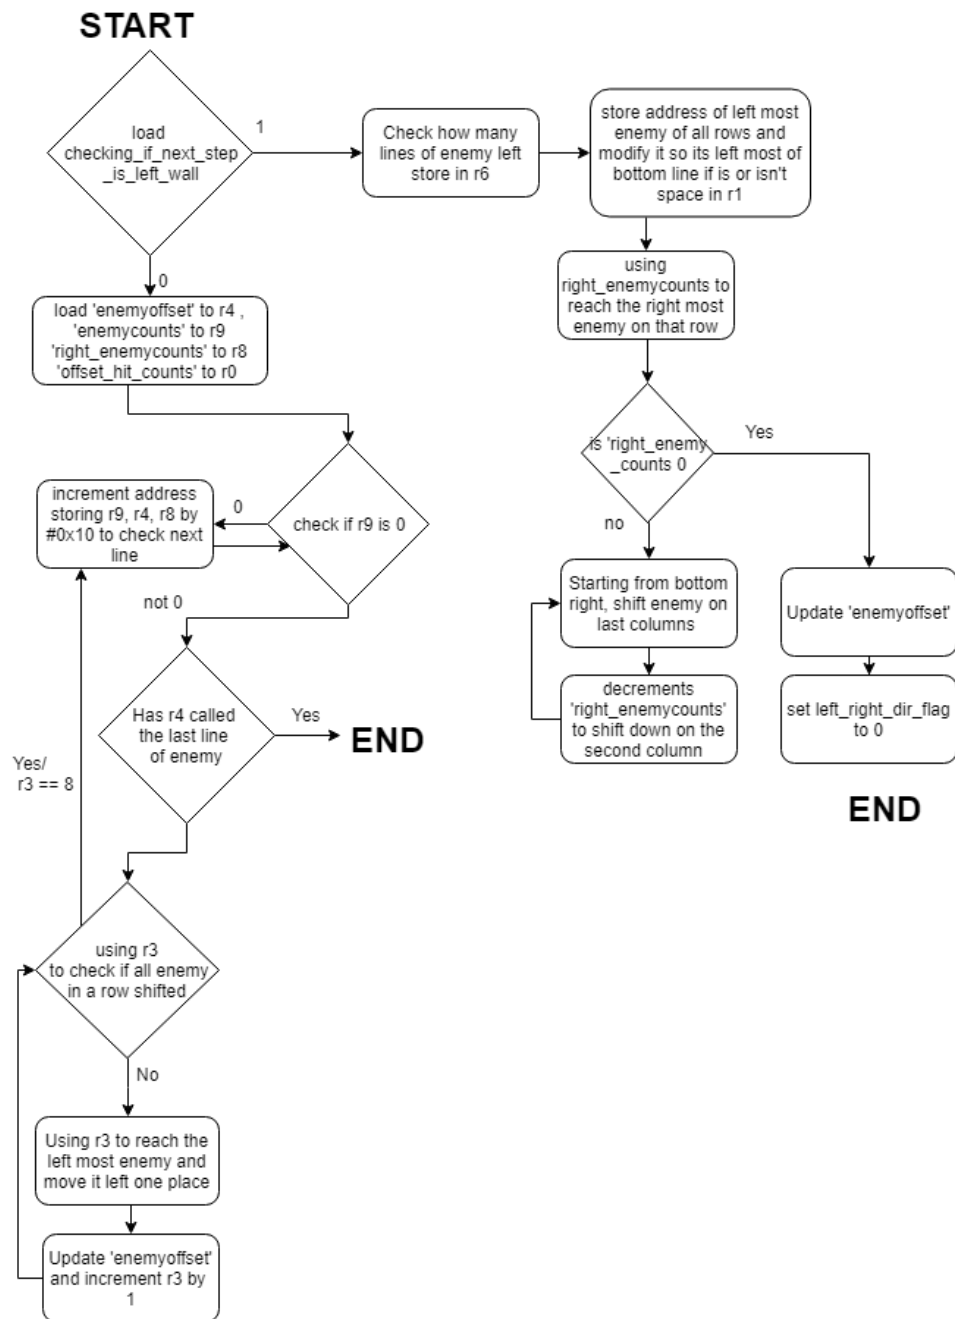 START
load
checking_if_next_step
_is_left_wall
1
0
Check how many
lines of enemy left
store in r6
store address of left most
enemy of all rows and
modify it so its left most of
bottom line if is or isn't
space in r1
using
right_enemycounts to
reach the right most
enemy on that row
is 'right_enemy
_counts 0
Yes
no
Starting from bottom
right, shift enemy on
last columns
decrements
'right_enemycounts'
to shift down on the
second column
Update 'enemyoffset'
set left_right_dir_flag
to 0
END
load 'enemyoffset' to r4 ,
'enemycounts' to r9
'right_enemycounts' to r8
'offset_hit_counts' to r0
check if r9 is 0
0
not 0
increment address
storing r9, r4, r8 by
#0x10 to check next
line
Has r4 called
the last line
of enemy
Yes
END
Yes/
r3 == 8
using r3
to check if all enemy
in a row shifted
No
Using r3 to reach the
left most enemy and
move it left one place
Update 'enemyoffset'
and increment r3 by
1